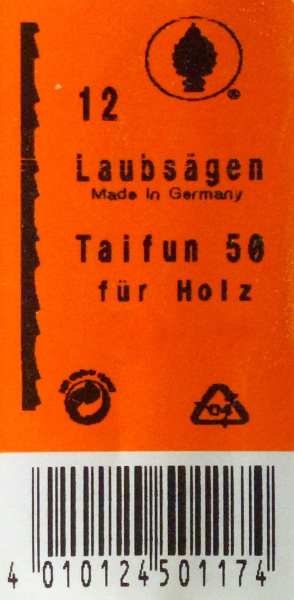 ®
12
Laubsägen
Made in Germany
Taifun 50
für Holz
04
4 010124 501174